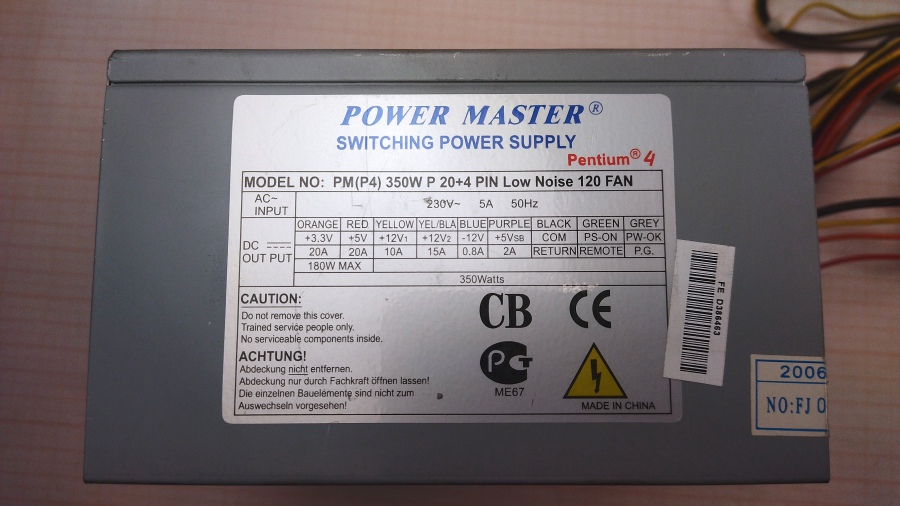 POWER MASTER®
SWITCHING POWER SUPPLY
Pentium® 4
MODEL NO: PM(P4) 350W P 20+4 PIN Low Noise 120 FAN
AC~ INPUT 230V~ 5A 50Hz
ORANGE RED YELLOW YEL/BLA BLUE PURPLE BLACK GREEN GREY
DC OUT PUT +3.3V +5V +12V1 +12V2 -12V +5VSB COM PS-ON PW-OK
20A 20A 10A 15A 0.8A 2A RETURN REMOTE P.G.
180W MAX
350Watts
CAUTION:
Do not remove this cover.
Trained service people only.
No serviceable components inside.
ACHTUNG!
Abdeckung nicht entfernen.
Abdeckung nur durch Fachkraft öffnen lassen!
Die einzelnen Bauelemente sind nicht zum
Auswechseln vorgesehen!
CB CE
PCT
ME67
MADE IN CHINA
FE D386463
2006
NO:FJ 0